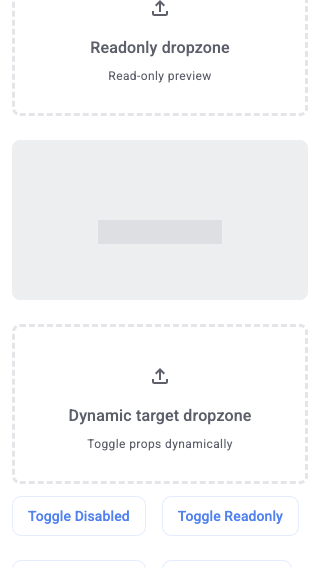 Readonly dropzone
Read-only preview
Dynamic target dropzone
Toggle props dynamically
Toggle Disabled
Toggle Readonly